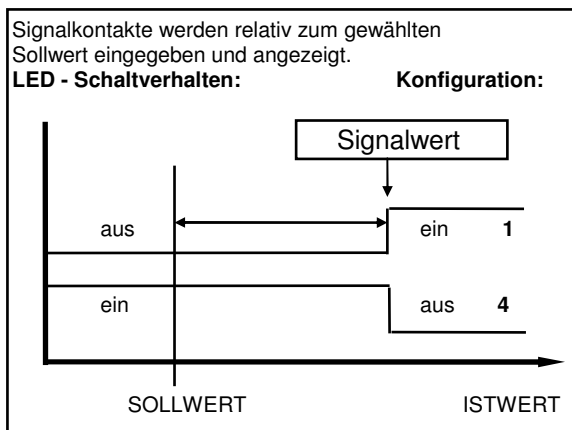 Signalkontakte werden relativ zum gewählten
Sollwert eingegeben und angezeigt.
LED - Schaltverhalten: Konfiguration:
Signalwert
aus ein 1
ein aus 4
SOLLWERT ISTWERT